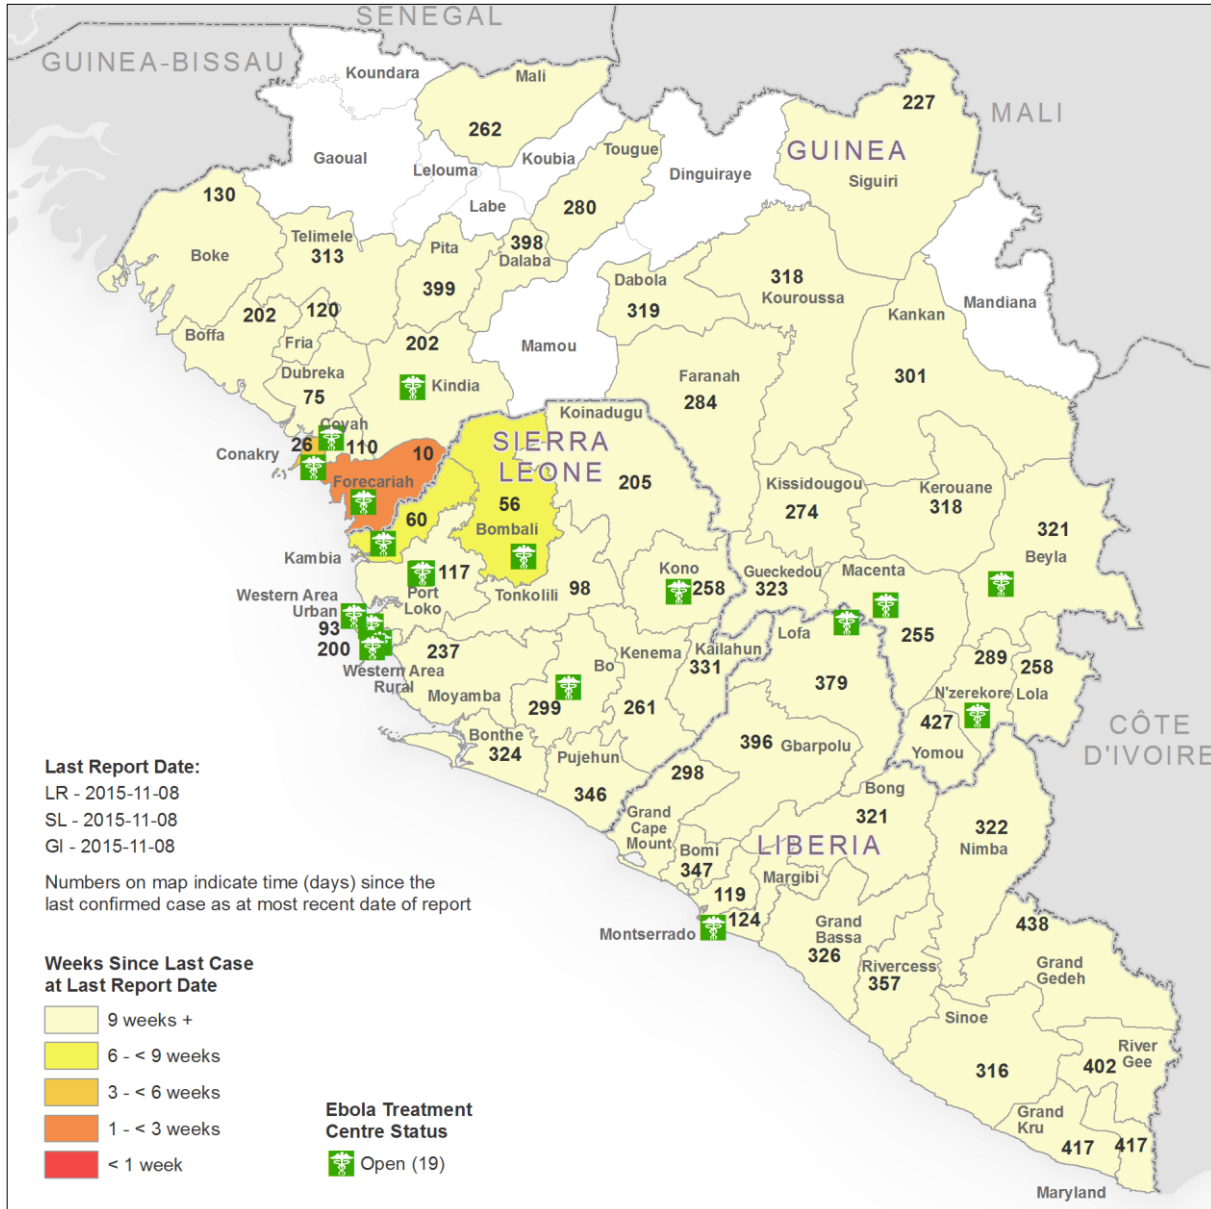 SENEGAL
GUINEA-BISSAU
Koundara
Mali
227
MALI
262
Gaoual
Koubia
Tougue
GUINEA
Lelouma
Dinguiraye
Siguiri
130
Labe
280
Telimele
313
Pita
398
Dalaba
Boke
318
Kouroussa
Dabola
319
399
Mandiana
Kankan
202
120
Boffa
Fria
202
Mamou
Dubreka
75
Kindia
Faranah
284
301
Koinadugu
Coyah
26
110
10
Conakry
SIERRA
LEONE
Forecariah
205
Kissidougou
274
Kerouane
318
56
Bombali
60
321
Beyla
Kambia
117
Port
Loko
Tonkolili
98
Kono
258
Gueckedou
323
Macenta
Western Area
Urban
93
200
Western Area
Rural
237
Moyamba
Bo
299
Kenema
261
Kailahun
331
Lofa
379
255
289
N'zerekore
258
Lola
427
Yomou
CÔTE
D'IVOIRE
Bonthe
324
Pujehun
346
396
Gbarpolu
298
Bong
321
Grand
Cape
Mount
322
Nimba
LIBERIA
Bomi
347
Margibi
119
124
Montserrado
Grand
Bassa
326
Rivercess
357
438
Grand
Gedeh
Sinoe
316
River
Gee
402
Grand
Kru
417
417
Maryland
Last Report Date:
LR - 2015-11-08
SL - 2015-11-08
GI - 2015-11-08
Numbers on map indicate time (days) since the
last confirmed case as at most recent date of report
Weeks Since Last Case
at Last Report Date
9 weeks +
6 - < 9 weeks
3 - < 6 weeks
1 - < 3 weeks
< 1 week
Ebola Treatment
Centre Status
Open (19)